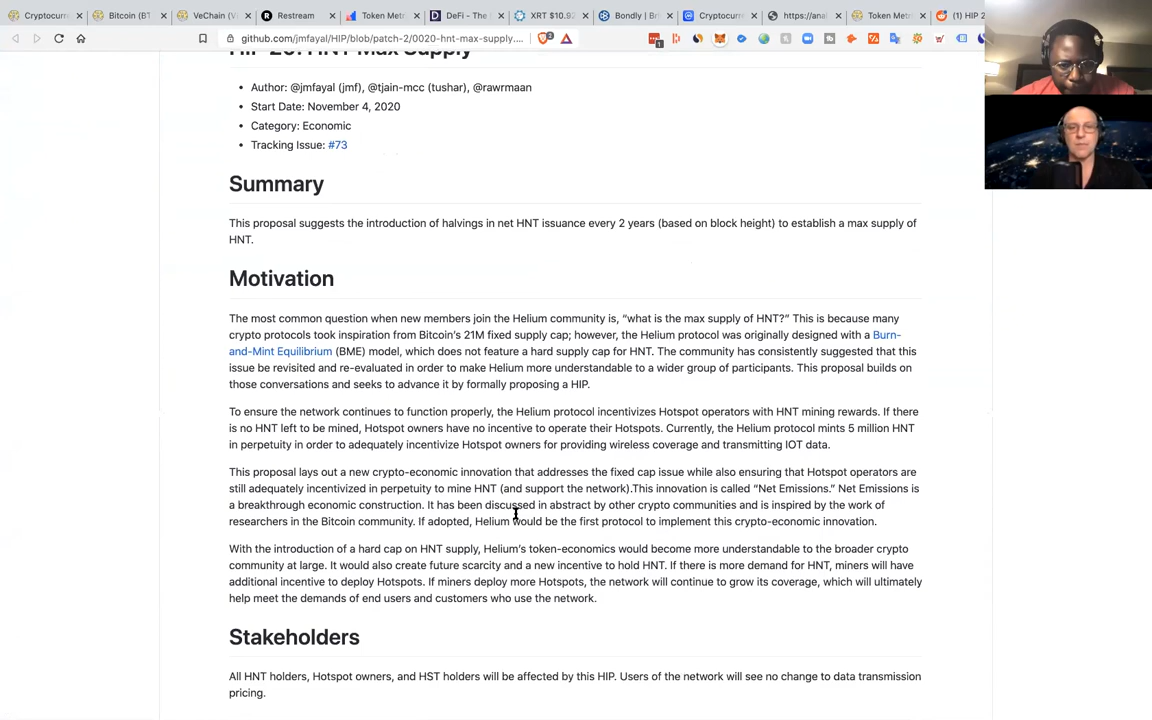 Cryptocurr
Bitcoin (BT
VeChain (V
Restream
Token Metr
DeFi - The
XRT $10.92
Bondly | Br
Cryptocurre
https://anal
Token Metr
(1) HIP 2
github.com/jmfayal/HIP/blob/patch-2/0020-hnt-max-supply....
HIP 20: HNT Max Supply
• Author: @jmfayal (jmf), @tjain-mcc (tushar), @rawrmaan
• Start Date: November 4, 2020
• Category: Economic
• Tracking Issue: #73
Summary
This proposal suggests the introduction of halvings in net HNT issuance every 2 years (based on block height) to establish a max supply of
HNT.
Motivation
The most common question when new members join the Helium community is, “what is the max supply of HNT?” This is because many
crypto protocols took inspiration from Bitcoin's 21M fixed supply cap; however, the Helium protocol was originally designed with a Burn-
and-Mint Equilibrium (BME) model, which does not feature a hard supply cap for HNT. The community has consistently suggested that this
issue be revisited and re-evaluated in order to make Helium more understandable to a wider group of participants. This proposal builds on
those conversations and seeks to advance it by formally proposing a HIP.
To ensure the network continues to function properly, the Helium protocol incentivizes Hotspot operators with HNT mining rewards. If there
is no HNT left to be mined, Hotspot owners have no incentive to operate their Hotspots. Currently, the Helium protocol mints 5 million HNT
in perpetuity in order to adequately incentivize Hotspot owners for providing wireless coverage and transmitting IOT data.
This proposal lays out a new crypto-economic innovation that addresses the fixed cap issue while also ensuring that Hotspot operators are
still adequately incentivized in perpetuity to mine HNT (and support the network).This innovation is called “Net Emissions.” Net Emissions is
a breakthrough economic construction. It has been discussed in abstract by other crypto communities and is inspired by the work of
researchers in the Bitcoin community. If adopted, Helium would be the first protocol to implement this crypto-economic innovation.
With the introduction of a hard cap on HNT supply, Helium's token-economics would become more understandable to the broader crypto
community at large. It would also create future scarcity and a new incentive to hold HNT. If there is more demand for HNT, miners will have
additional incentive to deploy Hotspots. If miners deploy more Hotspots, the network will continue to grow its coverage, which will ultimately
help meet the demands of end users and customers who use the network.
Stakeholders
All HNT holders, Hotspot owners, and HST holders will be affected by this HIP. Users of the network will see no change to data transmission
pricing.